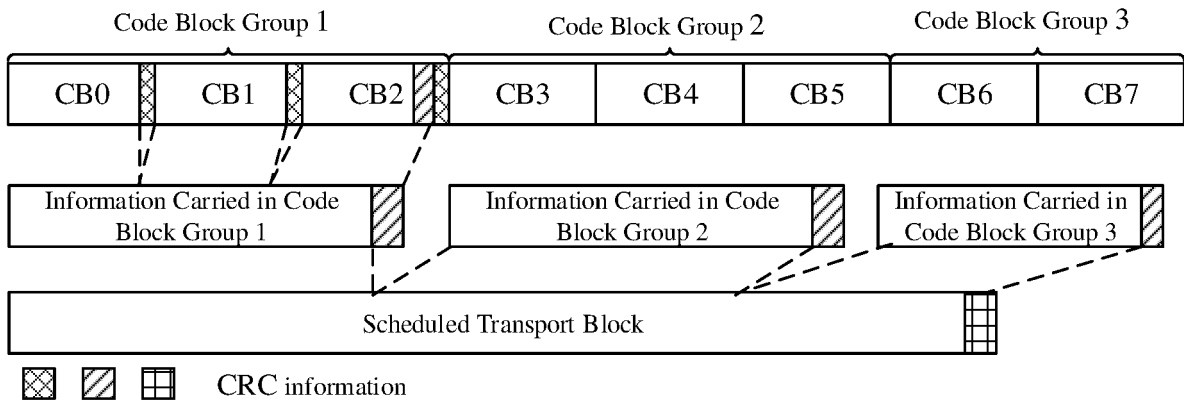 Code Block Group 1
Code Block Group 2
Code Block Group 3
CB0
CB1
CB2
CB3
CB4
CB5
CB6
CB7
Information Carried in Code
Block Group 1
Information Carried in Code
Block Group 2
Information Carried in
Code Block Group 3
Scheduled Transport Block
CRC information